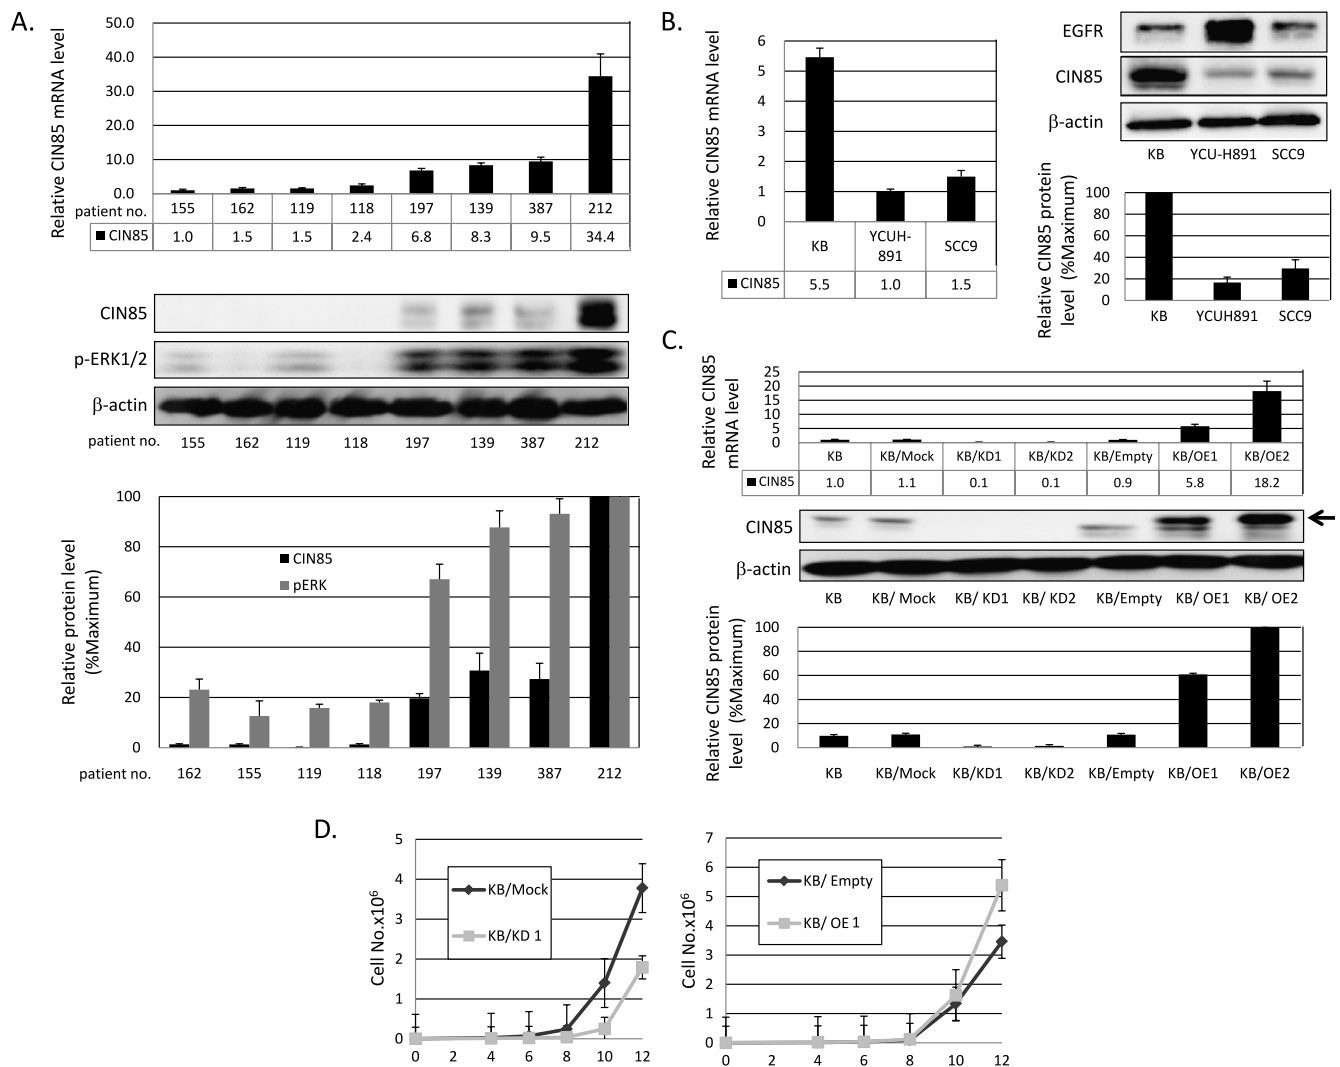 A.
Relative CIN85 mRNA level
50.0
40.0
30.0
20.0
10.0
0.0
patient no. 155 162 119 118 197 139 387 212
CIN85 1.0 1.5 1.5 2.4 6.8 8.3 9.5 34.4
CIN85
p-ERK1/2
β-actin
patient no. 155 162 119 118 197 139 387 212
Relative protein level
(%Maximum)
100
80
60
40
20
0
CIN85
pERK
patient no. 162 155 119 118 197 139 387 212
B.
Relative CIN85 mRNA level
6
5
4
3
2
1
0
KB YCUH-891 SCC9
CIN85 5.5 1.0 1.5
EGFR
CIN85
β-actin
KB YCU-H891 SCC9
Relative CIN85 protein
level (%Maximum)
100
80
60
40
20
0
KB YCUH891 SCC9
C.
Relative CIN85
mRNA level
25
20
15
10
5
0
KB KB/Mock KB/KD1 KB/KD2 KB/Empty KB/OE1 KB/OE2
CIN85 1.0 1.1 0.1 0.1 0.9 5.8 18.2
CIN85
β-actin
KB KB/ Mock KB/ KD1 KB/ KD2 KB/Empty KB/ OE1 KB/ OE2
Relative CIN85 protein
level (%Maximum)
100
80
60
40
20
0
KB KB/Mock KB/KD1 KB/KD2 KB/Empty KB/OE1 KB/OE2
D.
Cell No.x10⁶
5
4
3
2
1
0
KB/Mock
KB/KD 1
0 2 4 6 8 10 12
Cell No.x10⁶
7
6
5
4
3
2
1
0
KB/ Empty
KB/ OE 1
0 2 4 6 8 10 12